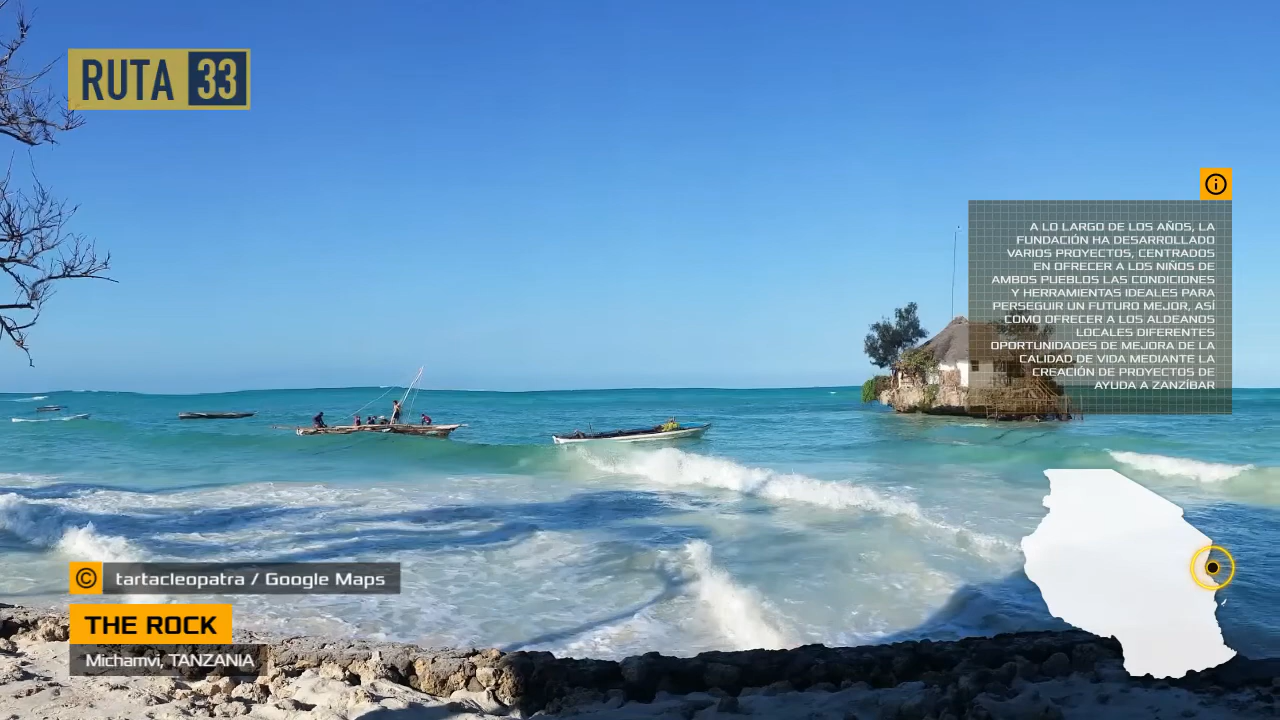 RUTA 33
A LO LARGO DE LOS AÑOS, LA
FUNDACIÓN HA DESARROLLADO
VARIOS PROYECTOS, CENTRADOS
EN OFRECER A LOS NIÑOS DE
AMBOS PUEBLOS LAS CONDICIONES
Y HERRAMIENTAS IDEALES PARA
PERSEGUIR UN FUTURO MEJOR, ASÍ
COMO OFRECER A LOS ALDEANOS
LOCALES DIFERENTES
OPORTUNIDADES DE MEJORA DE LA
CALIDAD DE VIDA MEDIANTE LA
CREACIÓN DE PROYECTOS DE
AYUDA A ZANZÍBAR
© tartacleopatra / Google Maps
THE ROCK
Michamvi, TANZANIA